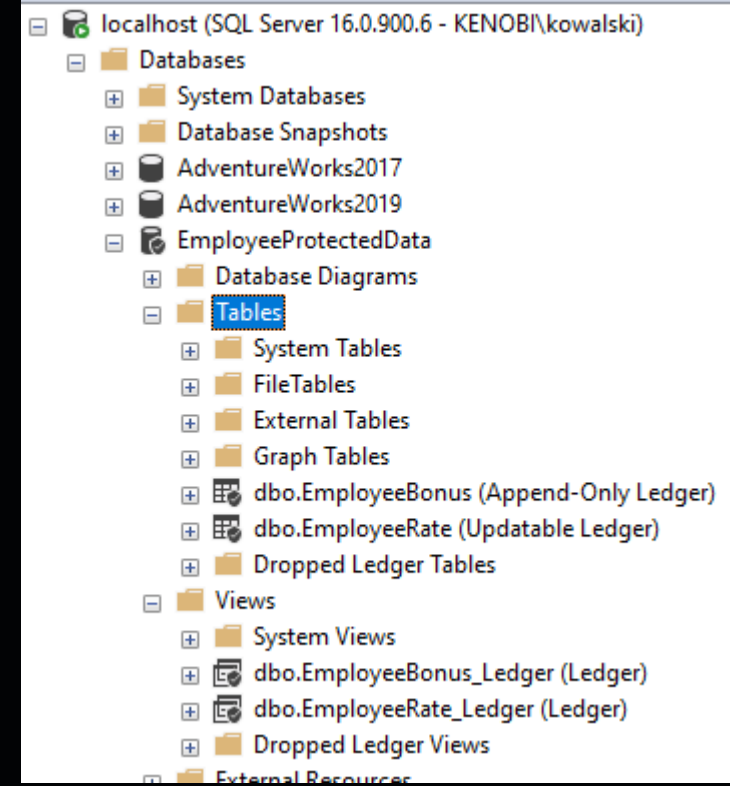 localhost (SQL Server 16.0.900.6 - KENOBI\kowalski)
Databases
System Databases
Database Snapshots
AdventureWorks2017
AdventureWorks2019
EmployeeProtectedData
Database Diagrams
Tables
System Tables
FileTables
External Tables
Graph Tables
dbo.EmployeeBonus (Append-Only Ledger)
dbo.EmployeeRate (Updatable Ledger)
Dropped Ledger Tables
Views
System Views
dbo.EmployeeBonus_Ledger (Ledger)
dbo.EmployeeRate_Ledger (Ledger)
Dropped Ledger Views
External Resources